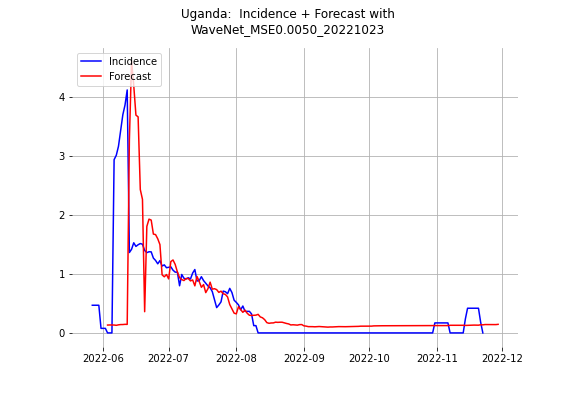 Uganda:  Incidence + Forecast with
WaveNet_MSE0.0050_20221023
Incidence
Forecast
4
3
2
1
0
2022-06 2022-07 2022-08 2022-09 2022-10 2022-11 2022-12